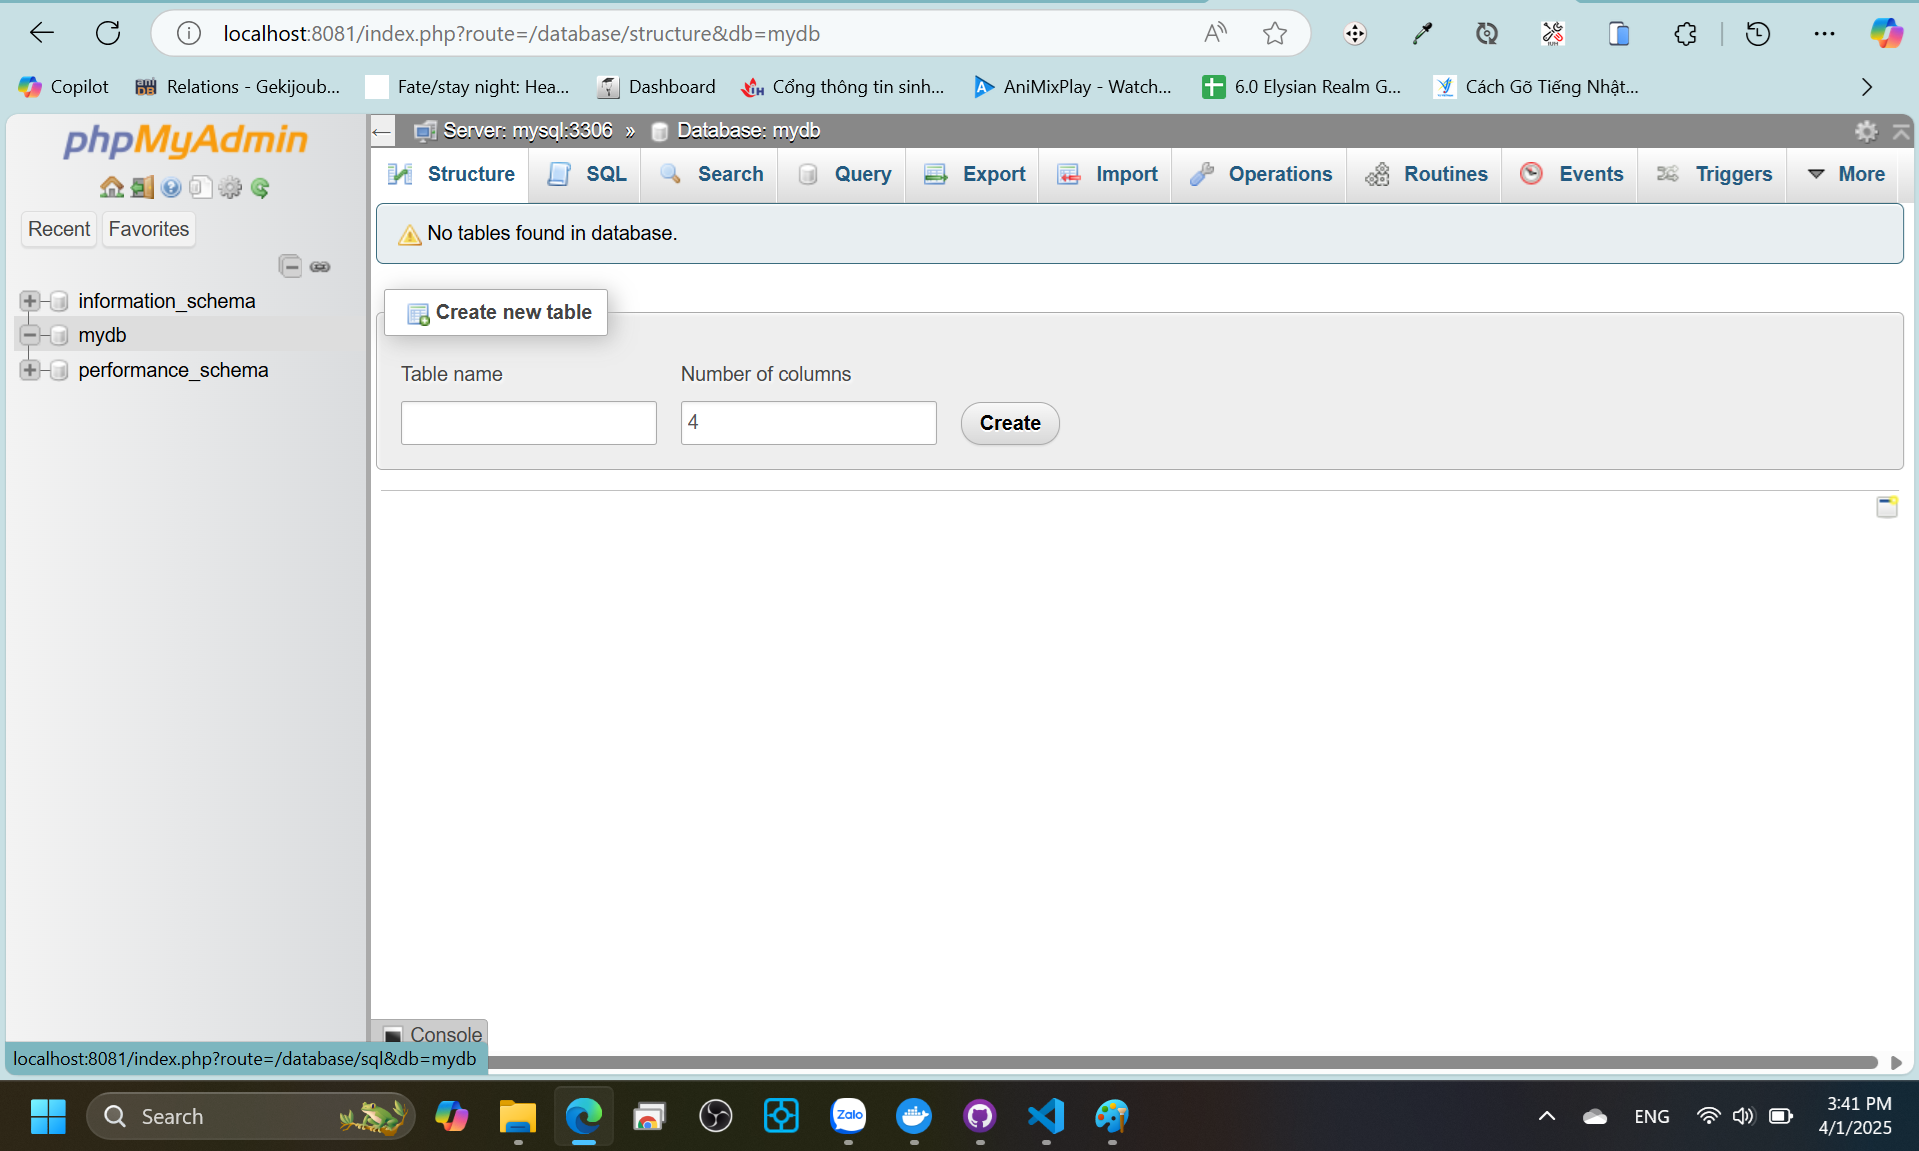 localhost:8081/index.php?route=/database/structure&db=mydb
Copilot
Relations - Gekijoub...
Fate/stay night: Hea...
Dashboard
Cổng thông tin sinh...
AniMixPlay - Watch...
6.0 Elysian Realm G...
Cách Gõ Tiếng Nhật...
phpMyAdmin
Recent
Favorites
information_schema
mydb
performance_schema
Server: mysql:3306 » Database: mydb
Structure
SQL
Search
Query
Export
Import
Operations
Routines
Events
Triggers
More
No tables found in database.
Create new table
Table name
Number of columns
4
Create
Console
localhost:8081/index.php?route=/database/sql&db=mydb
Search
Zalo
ENG
3:41 PM
4/1/2025